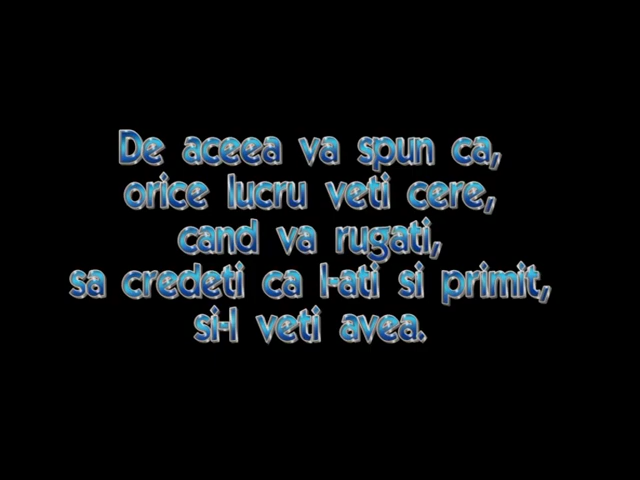 De aceea va spun ca,
orice lucru veti cere,
cand va rugati,
sa credeti ca l-ati si primit,
si-l veti avea.